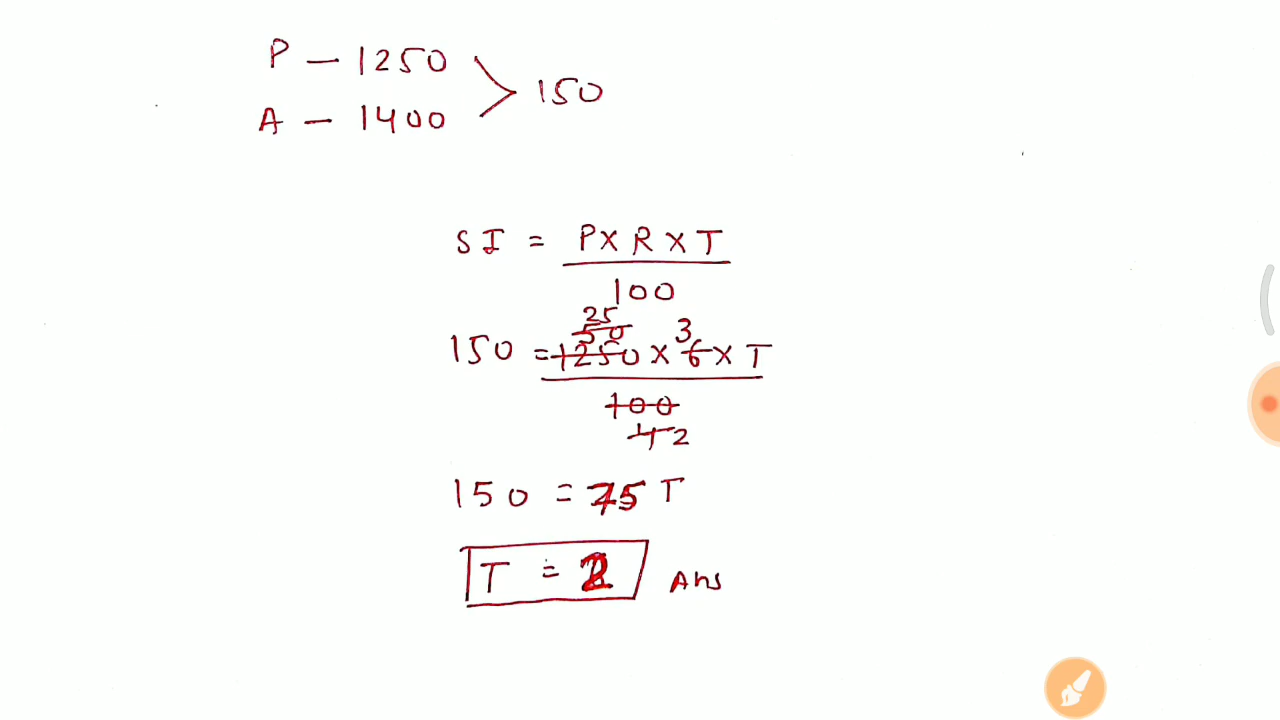 P – 1250
A – 1400
> 150
SI = P X R X T
100
25
50 3
150 = 1250 X 6 X T
100
4 2
150 = 75 T
T = 2 Ans